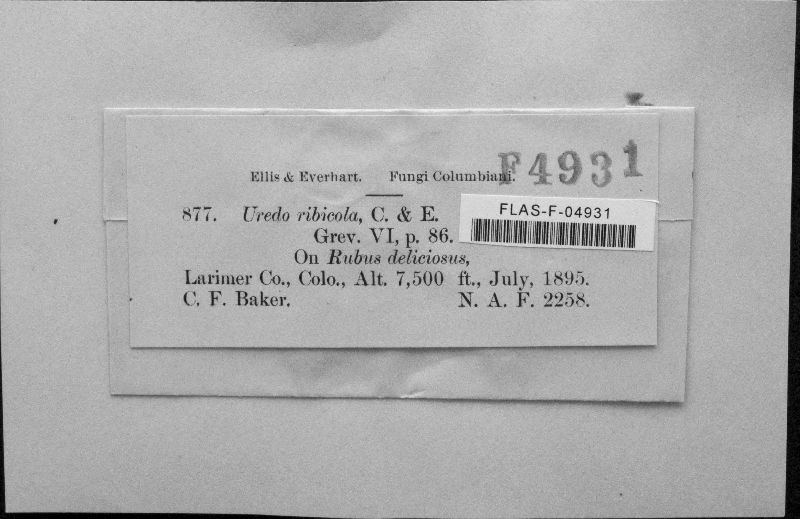 F4931
Ellis & Everhart. Fungi Columbiani.
877. Uredo ribicola, C. & E.
FLAS-F-04931
Grev. VI, p. 86.
On Rubus deliciosus,
Larimer Co., Colo., Alt. 7,500 ft., July, 1895.
C. F. Baker. N. A. F. 2258.